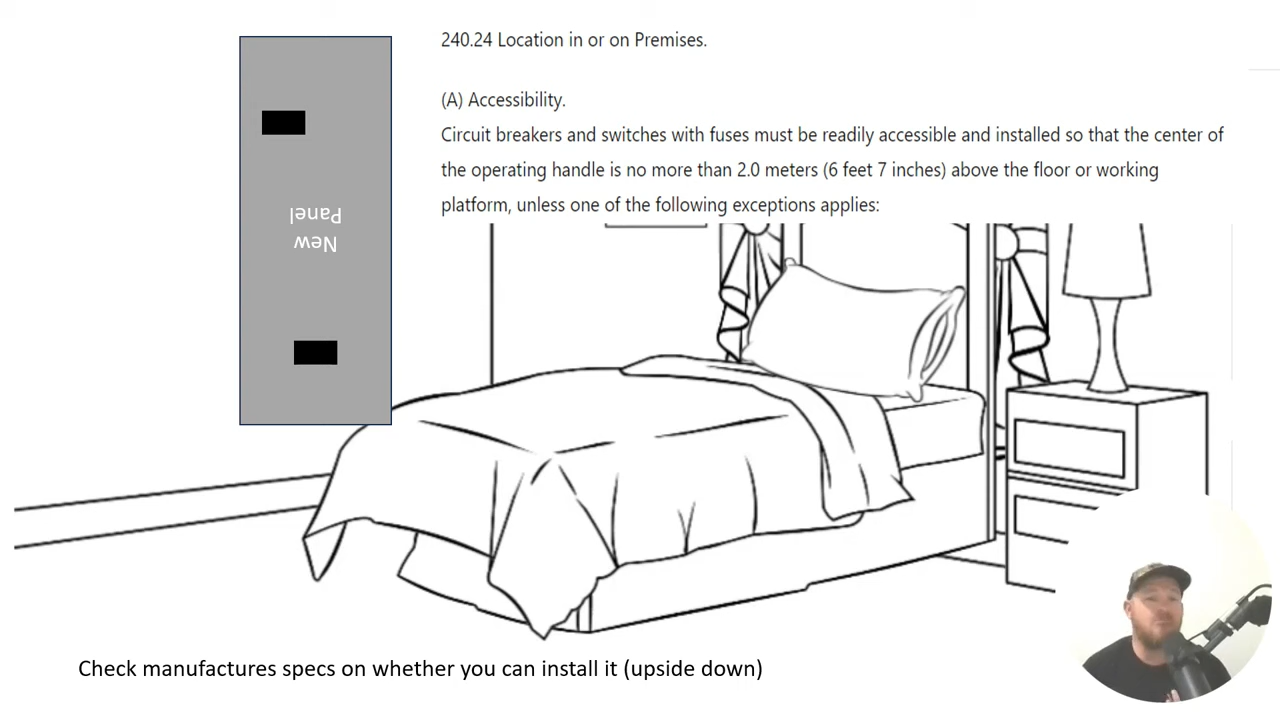 240.24 Location in or on Premises.
(A) Accessibility.
Circuit breakers and switches with fuses must be readily accessible and installed so that the center of
the operating handle is no more than 2.0 meters (6 feet 7 inches) above the floor or working
platform, unless one of the following exceptions applies:
New
Panel
Check manufactures specs on whether you can install it (upside down)